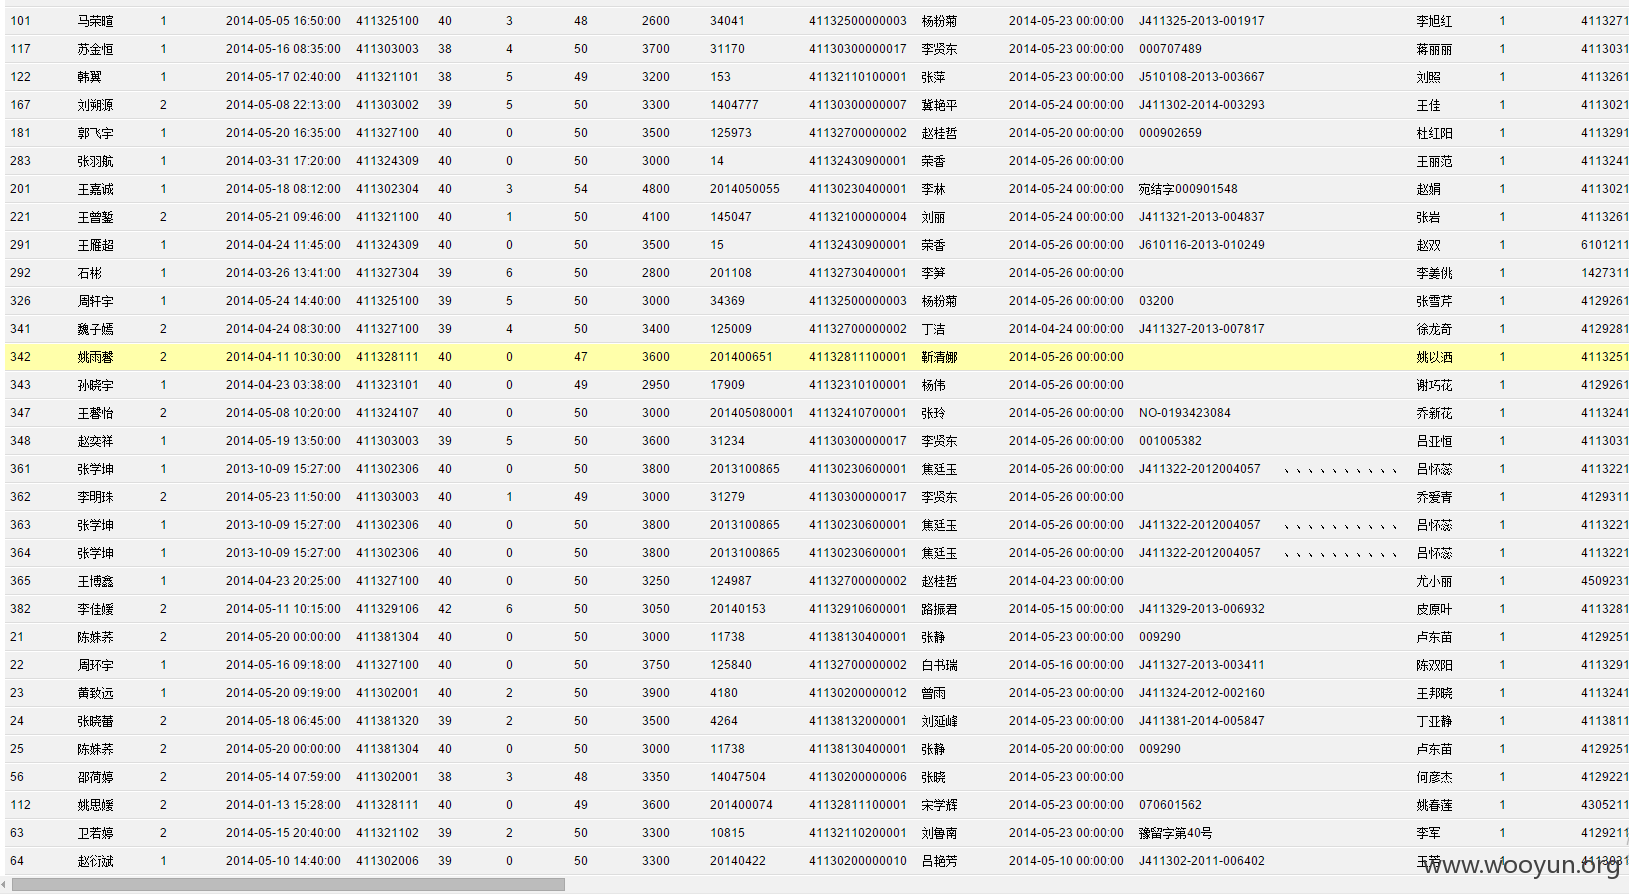 101 马荣暄 1 2014-05-05 16:50:00 411325100 40 3 48 2600 34041 41132500000003 杨粉菊 2014-05-23 00:00:00 J411325-2013-001917 李旭红 1 4113271
117 苏金恒 1 2014-05-16 08:35:00 411303003 38 4 50 3700 31170 41130300000017 李贤东 2014-05-23 00:00:00 000707489 蒋丽丽 1 4113031
122 韩翼 1 2014-05-17 02:40:00 411321101 38 5 49 3200 153 41132110100001 张萍 2014-05-23 00:00:00 J510108-2013-003667 刘照 1 4113261
167 刘朔源 2 2014-05-08 22:13:00 411303002 39 5 50 3300 1404777 41130300000007 冀艳平 2014-05-24 00:00:00 J411302-2014-003293 王佳 1 4113021
181 郭飞宇 1 2014-05-20 16:35:00 411327100 40 0 50 3500 125973 41132700000002 赵桂哲 2014-05-20 00:00:00 000902659 杜红阳 1 4113291
283 张羽航 1 2014-03-31 17:20:00 411324309 40 0 50 3000 14 41132430900001 荣香 2014-05-26 00:00:00 王丽范 1 4113241
201 王嘉诚 1 2014-05-18 08:12:00 411302304 40 3 54 4800 2014050055 41130230400001 李林 2014-05-24 00:00:00 宛结字000901548 赵娟 1 4113021
221 王曾錾 2 2014-05-21 09:46:00 411321100 40 1 50 4100 145047 41132100000004 刘丽 2014-05-24 00:00:00 J411321-2013-004837 张岩 1 4113261
291 王雁超 1 2014-04-24 11:45:00 411324309 40 0 50 3500 15 41132430900001 荣香 2014-05-26 00:00:00 J610116-2013-010249 赵双 1 6101211
292 石彬 1 2014-03-26 13:41:00 411327304 39 6 50 2800 201108 41132730400001 李笋 2014-05-26 00:00:00 李姜佻 1 1427311
326 周轩宇 1 2014-05-24 14:40:00 411325100 39 5 50 3000 34369 41132500000003 杨粉菊 2014-05-26 00:00:00 03200 张雪芹 1 4129261
341 魏子嫣 2 2014-04-24 08:30:00 411327100 39 4 50 3400 125009 41132700000002 丁洁 2014-04-24 00:00:00 J411327-2013-007817 徐龙奇 1 4129281
342 姚雨馨 2 2014-04-11 10:30:00 411328111 40 0 47 3600 201400651 41132811100001 靳清娜 2014-05-26 00:00:00 姚以洒 1 4113251
343 孙晓宇 1 2014-04-23 03:38:00 411323101 40 0 49 2950 17909 41132310100001 杨伟 2014-05-26 00:00:00 谢巧花 1 4129261
347 王馨怡 2 2014-05-08 10:20:00 411324107 40 0 50 3000 201405080001 41132410700001 张玲 2014-05-26 00:00:00 NO-0193423084 乔新花 1 4113241
348 赵奕祥 1 2014-05-19 13:50:00 411303003 39 5 50 3600 31234 41130300000017 李贤东 2014-05-26 00:00:00 001005382 吕亚恒 1 4113031
361 张学坤 1 2013-10-09 15:27:00 411302306 40 0 50 3800 2013100865 41130230600001 焦廷玉 2014-05-26 00:00:00 J411322-2012004057 、、、、、、、、、、 吕怀蕊 1 4113221
362 李明珠 2 2014-05-23 11:50:00 411303003 40 1 49 3000 31279 41130300000017 李贤东 2014-05-26 00:00:00 乔爱青 1 4129311
363 张学坤 1 2013-10-09 15:27:00 411302306 40 0 50 3800 2013100865 41130230600001 焦廷玉 2014-05-26 00:00:00 J411322-2012004057 、、、、、、、、、、 吕怀蕊 1 4113221
364 张学坤 1 2013-10-09 15:27:00 411302306 40 0 50 3800 2013100865 41130230600001 焦廷玉 2014-05-26 00:00:00 J411322-2012004057 、、、、、、、、、、 吕怀蕊 1 4113221
365 王博鑫 1 2014-04-23 20:25:00 411327100 40 0 50 3250 124987 41132700000002 赵桂哲 2014-04-23 00:00:00 尤小丽 1 4509231
382 李佳媛 2 2014-05-11 10:15:00 411329106 42 6 50 3050 20140153 41132910600001 路振君 2014-05-15 00:00:00 J411329-2013-006932 皮原叶 1 4113281
21 陈姝荞 2 2014-05-20 00:00:00 411381304 40 0 50 3000 11738 41138130400001 张静 2014-05-23 00:00:00 009290 卢东苗 1 4129251
22 周环宇 1 2014-05-16 09:18:00 411327100 40 0 50 3750 125840 41132700000002 白书瑞 2014-05-16 00:00:00 J411327-2013-003411 陈双阳 1 4113291
23 黄致远 1 2014-05-20 09:19:00 411302001 40 2 50 3900 4180 41130200000012 曾雨 2014-05-23 00:00:00 J411324-2012-002160 王邦晓 1 4113241
24 张晓蕾 2 2014-05-18 06:45:00 411381320 39 2 50 3500 4264 41138132000001 刘延峰 2014-05-23 00:00:00 J411381-2014-005847 丁亚静 1 4113811
25 陈姝荞 2 2014-05-20 00:00:00 411381304 40 0 50 3000 11738 41138130400001 张静 2014-05-20 00:00:00 009290 卢东苗 1 4129251
56 邵荷婷 2 2014-05-14 07:59:00 411302001 38 3 48 3350 14047504 41130200000006 张晓 2014-05-23 00:00:00 何彦杰 1 4129221
112 姚思媛 2 2014-01-13 15:28:00 411328111 40 0 49 3600 201400074 41132811100001 宋学辉 2014-05-23 00:00:00 070601562 姚春莲 1 4305211
63 卫若婷 2 2014-05-15 20:40:00 411321102 39 2 50 3300 10815 41132110200001 刘鲁南 2014-05-23 00:00:00 豫留字第40号 李军 1 4129211
64 赵衍斌 1 2014-05-10 14:40:00 411302006 39 0 50 3300 20140422 41130200000010 吕艳芳 2014-05-10 00:00:00 J411302-2011-006402 1
www.wooyun.org